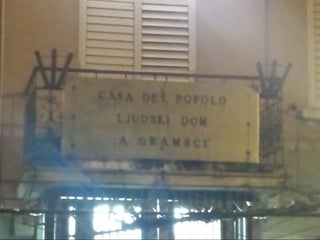 CASA DEL POPOLO
LJUDSKI DOM
"A GRAMSCI"